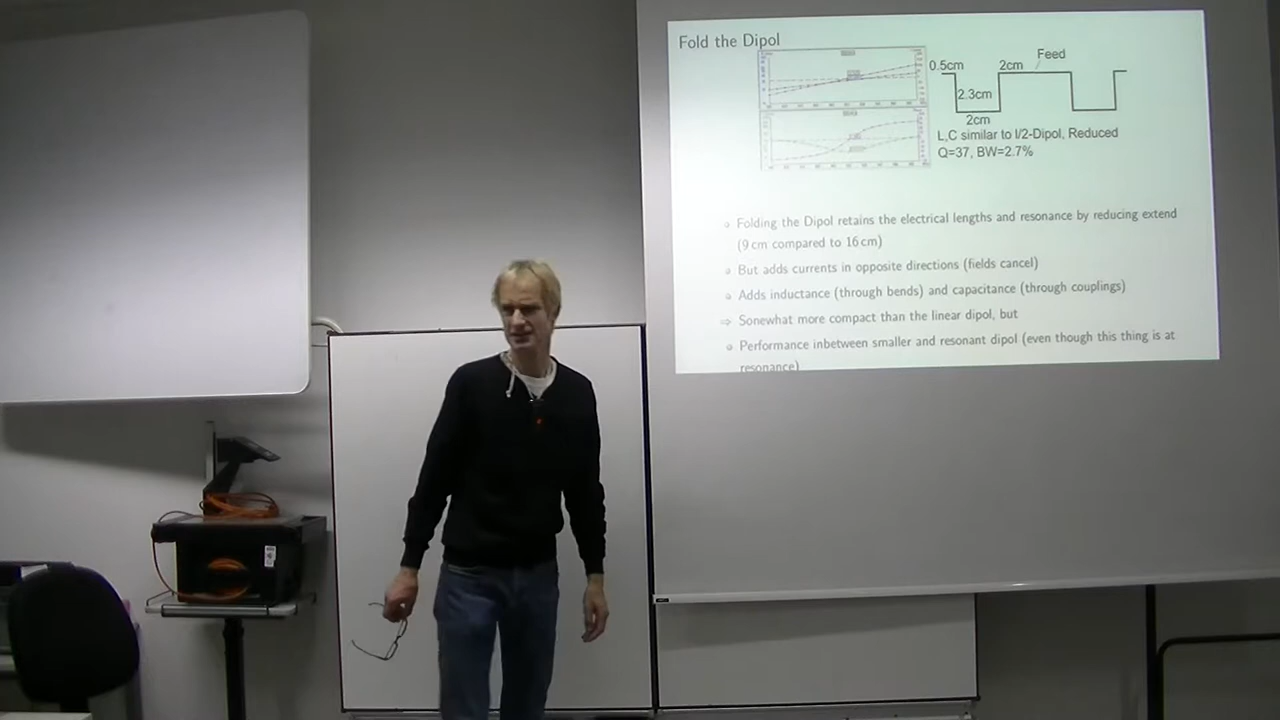 Fold the Dipol
Feed
0.5cm
2cm
2.3cm
2cm
L,C similar to l/2-Dipol, Reduced
Q=37, BW=2.7%
Folding the Dipol retains the electrical lengths and resonance by reducing extend
(9 cm compared to 16 cm)
But adds currents in opposite directions (fields cancel)
Adds inductance (through bends) and capacitance (through couplings)
⇒ Somewhat more compact than the linear dipol, but
Performance inbetween smaller and resonant dipol (even though this thing is at
resonance)